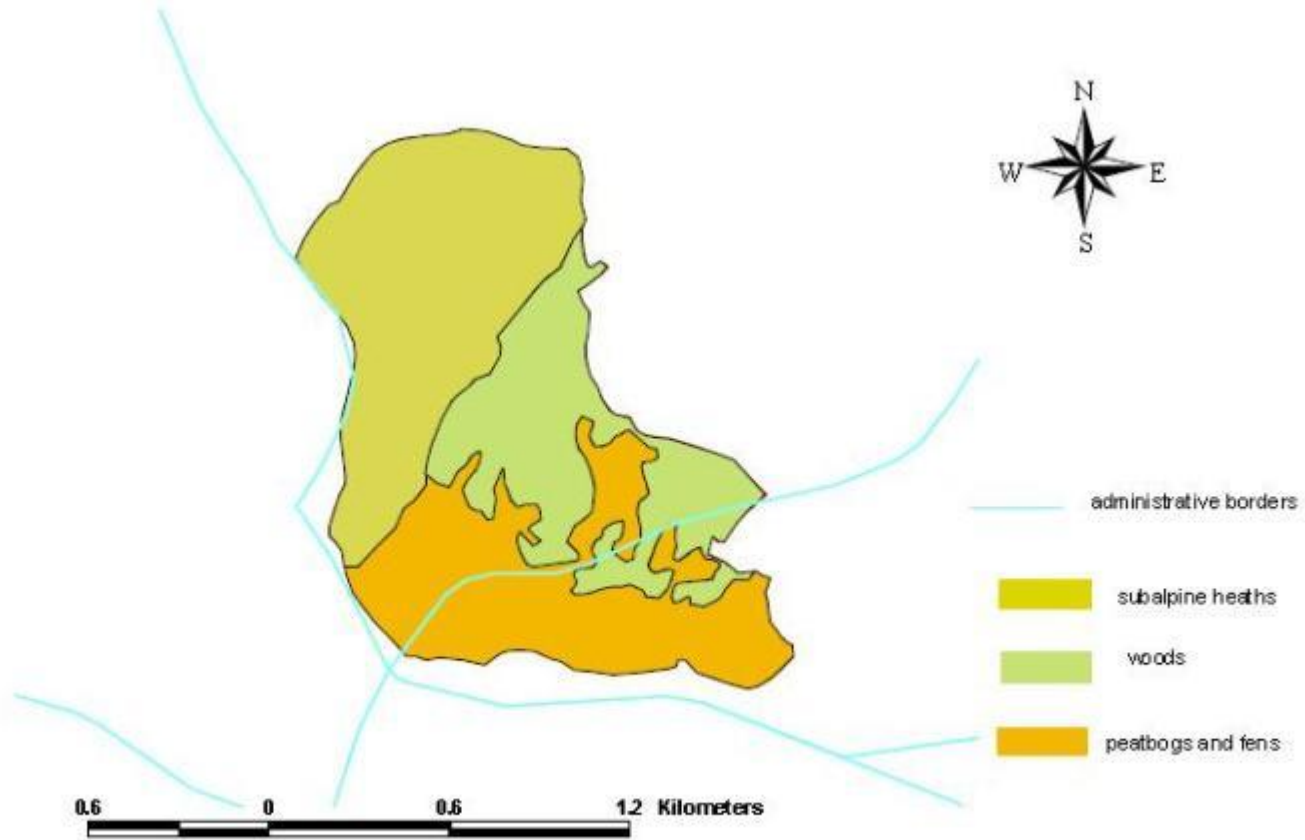 N
W E
S
administrative borders
subalpine heaths
woods
peatbogs and fens
0.6 0 0.6 1.2 Kilometers